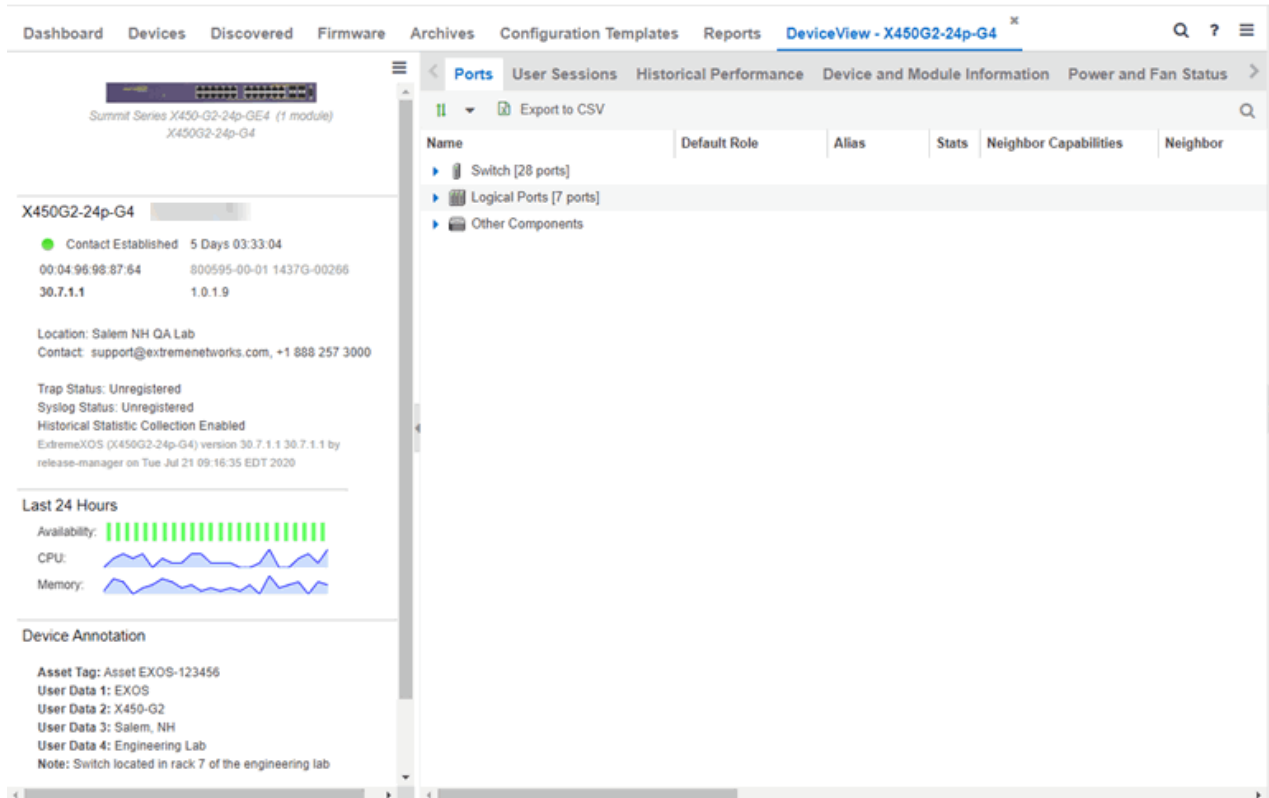 Dashboard Devices Discovered Firmware Archives Configuration Templates Reports DeviceView - X450G2-24p-G4 ?
Summit Series X450-G2-24p-GE4 (1 module)
X450G2-24p-G4
X450G2-24p-G4
Contact Established 5 Days 03:33:04
00:04:96:98:87:64 800595-00-01 1437G-00266
30.7.1.1 1.0.1.9
Location: Salem NH QA Lab
Contact: support@extremenetworks.com, +1 888 257 3000
Trap Status: Unregistered
Syslog Status: Unregistered
Historical Statistic Collection Enabled
ExtremeXOS (X450G2-24p-G4) version 30.7.1.1 30.7.1.1 by
release-manager on Tue Jul 21 09:16:35 EDT 2020
Last 24 Hours
Availability:
CPU:
Memory:
Device Annotation
Asset Tag: Asset EXOS-123456
User Data 1: EXOS
User Data 2: X450-G2
User Data 3: Salem, NH
User Data 4: Engineering Lab
Note: Switch located in rack 7 of the engineering lab
Ports User Sessions Historical Performance Device and Module Information Power and Fan Status
Export to CSV
Name Default Role Alias Stats Neighbor Capabilities Neighbor
Switch [28 ports]
Logical Ports [7 ports]
Other Components